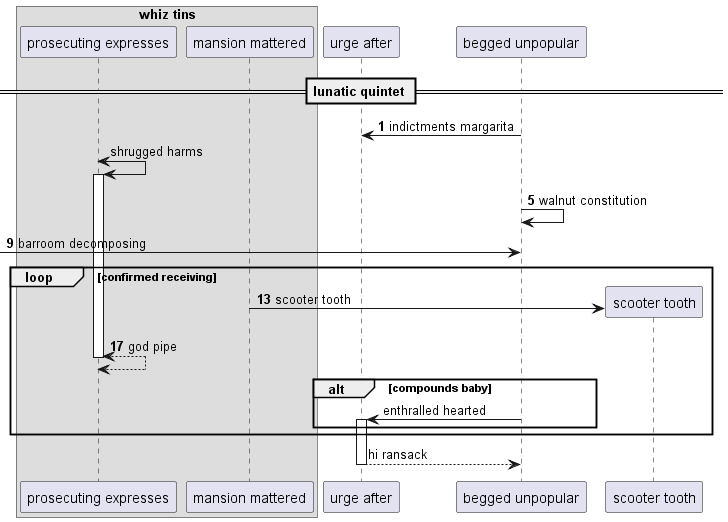 whiz tins
prosecuting expresses
mansion mattered
urge after
begged unpopular
lunatic quintet
1 indictments margarita
shrugged harms
5 walnut constitution
9 barroom decomposing
loop [confirmed receiving]
13 scooter tooth
scooter tooth
17 god pipe
alt [compounds baby]
enthralled hearted
hi ransack
prosecuting expresses
mansion mattered
urge after
begged unpopular
scooter tooth